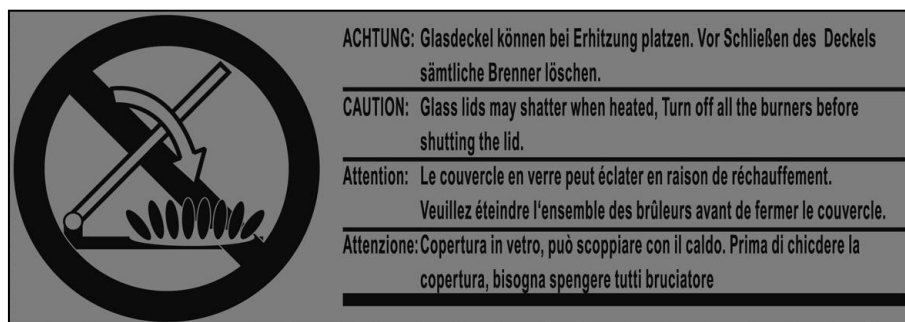 ACHTUNG: Glasdeckel können bei Erhitzung platzen. Vor Schließen des Deckels
sämtliche Brenner löschen.
CAUTION: Glass lids may shatter when heated, Turn off all the burners before
shutting the lid.
Attention: Le couvercle en verre peut éclater en raison de réchauffement.
Veuillez éteindre l‘ensemble des brûleurs avant de fermer le couvercle.
Attenzione: Copertura in vetro, può scoppiare con il caldo. Prima di chicdere la
copertura, bisogna spengere tutti bruciatore